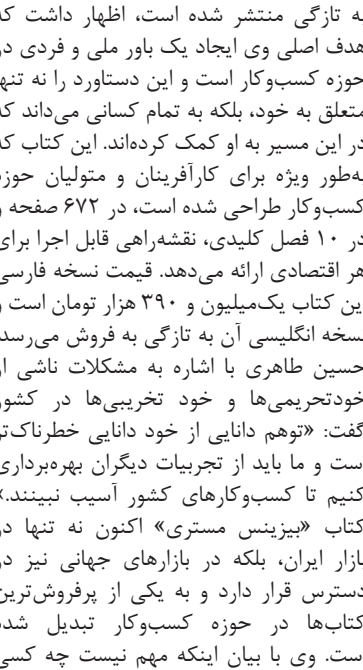 به تازگی منتشر شده است، اظهار داشت که
هدف اصلی وی ایجاد یک باور ملی و فردی در
حوزه کسب‌وکار است و این دستاورد را نه تنها
متعلق به خود، بلکه به تمام کسانی می‌داند که
در این مسیر به او کمک کرده‌اند. این کتاب که
به‌طور ویژه برای کارآفرینان و متولیان حوزه
کسب‌وکار طراحی شده است، در ۶۷۲ صفحه و
در ۱۰ فصل کلیدی، نقشه‌راهی قابل اجرا برای
هر اقتصادی ارائه می‌دهد. قیمت نسخه فارسی
این کتاب یک‌میلیون و ۳۹۰ هزار تومان است و
نسخه انگلیسی آن به تازگی به فروش می‌رسد.
حسین طاهری با اشاره به مشکلات ناشی از
خودتحریمی‌ها و خود تخریبی‌ها در کشور
گفت: «توهم دانایی از خود دانایی خطرناک‌تر
است و ما باید از تجربیات دیگران بهره‌برداری
کنیم تا کسب‌وکارهای کشور آسیب نبینند.»
کتاب «بیزینس مستری» اکنون نه تنها در
بازار ایران، بلکه در بازارهای جهانی نیز در
دسترس قرار دارد و به یکی از پرفروش‌ترین
کتاب‌ها در حوزه کسب‌وکار تبدیل شده
است. وی با بیان اینکه مهم نیست چه کسی